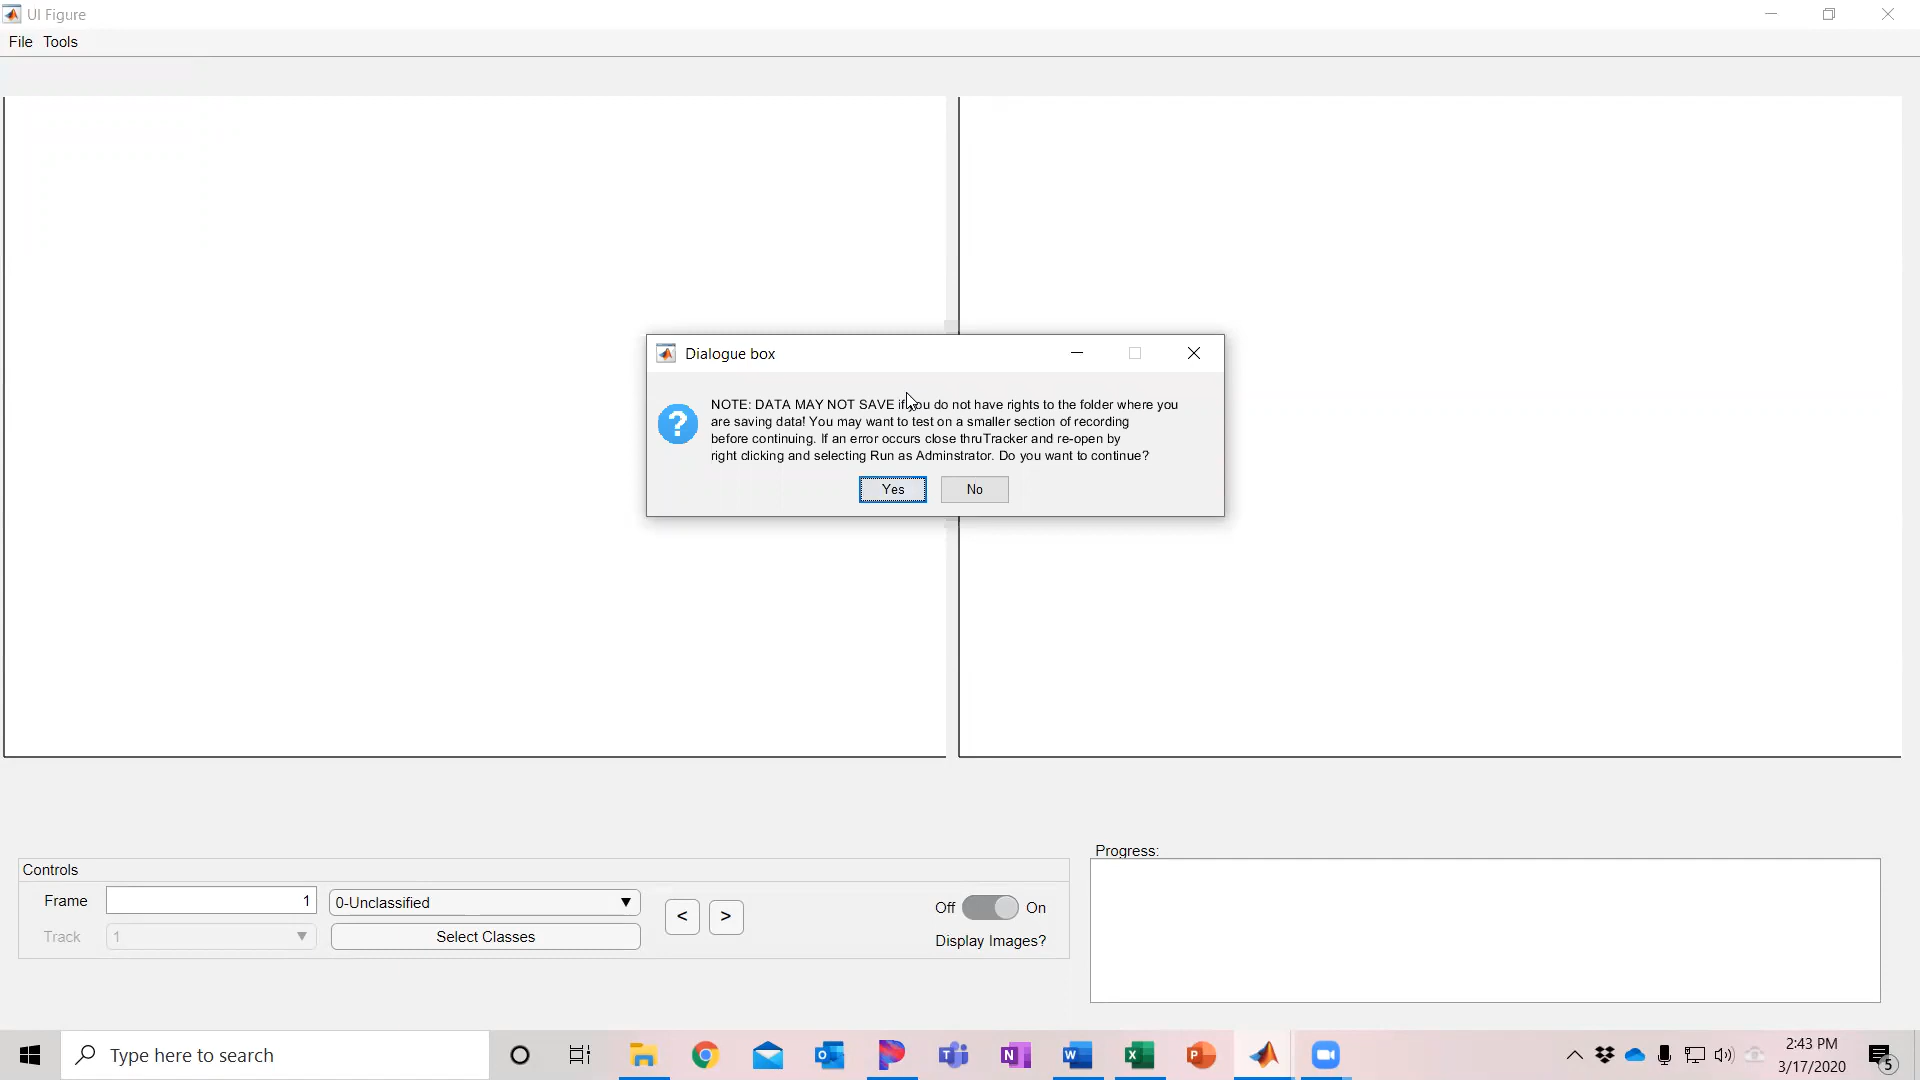 UI Figure
File Tools
Dialogue box
NOTE: DATA MAY NOT SAVE if you do not have rights to the folder where you
are saving data! You may want to test on a smaller section of recording
before continuing. If an error occurs close thruTracker and re-open by
right clicking and selecting Run as Adminstrator. Do you want to continue?
Yes No
Controls
Frame 1 0-Unclassified
Track 1 Select Classes
< >
Off On
Display Images?
Progress:
Type here to search
2:43 PM
3/17/2020
5